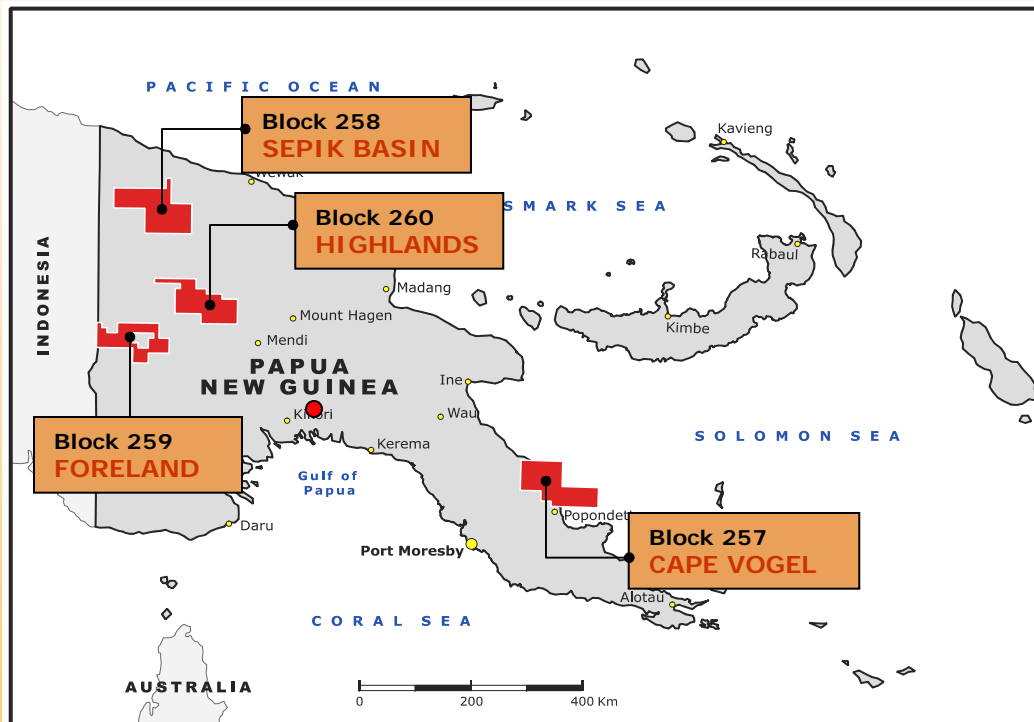 PACIFIC OCEAN
Block 258
SEPIK BASIN
Kavieng
Wewak
Block 260
HIGHLANDS
SMARK SEA
INDONESIA
Rabaul
Madang
Mount Hagen
Kimbe
Mendi
PAPUA
NEW GUINEA
Ine
Wau
Block 259
FORELAND
Kerema
SOLOMON SEA
Gulf of
Papua
Daru
Popondett
Port Moresby
Block 257
CAPE VOGEL
Alotau
CORAL SEA
AUSTRALIA
0 200 400 Km